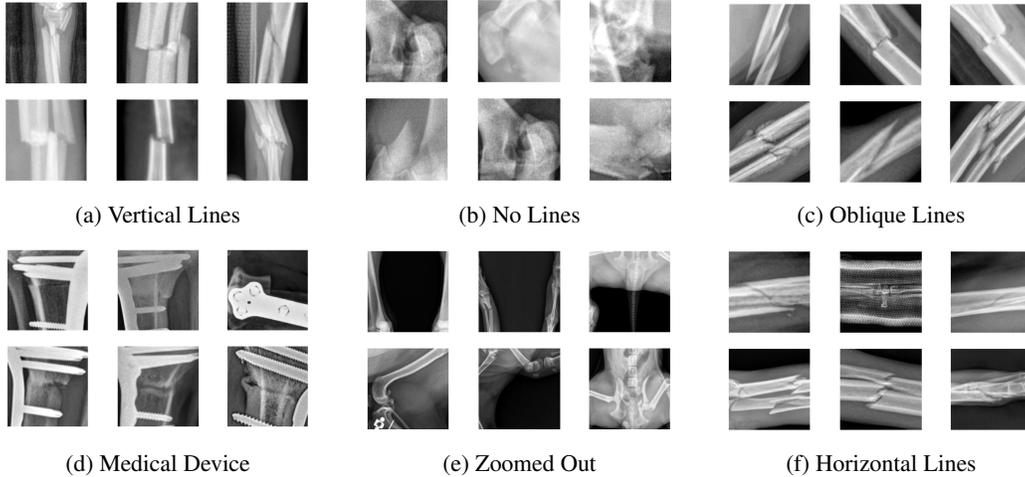 (a) Vertical Lines
(b) No Lines
(c) Oblique Lines
(d) Medical Device
(e) Zoomed Out
(f) Horizontal Lines